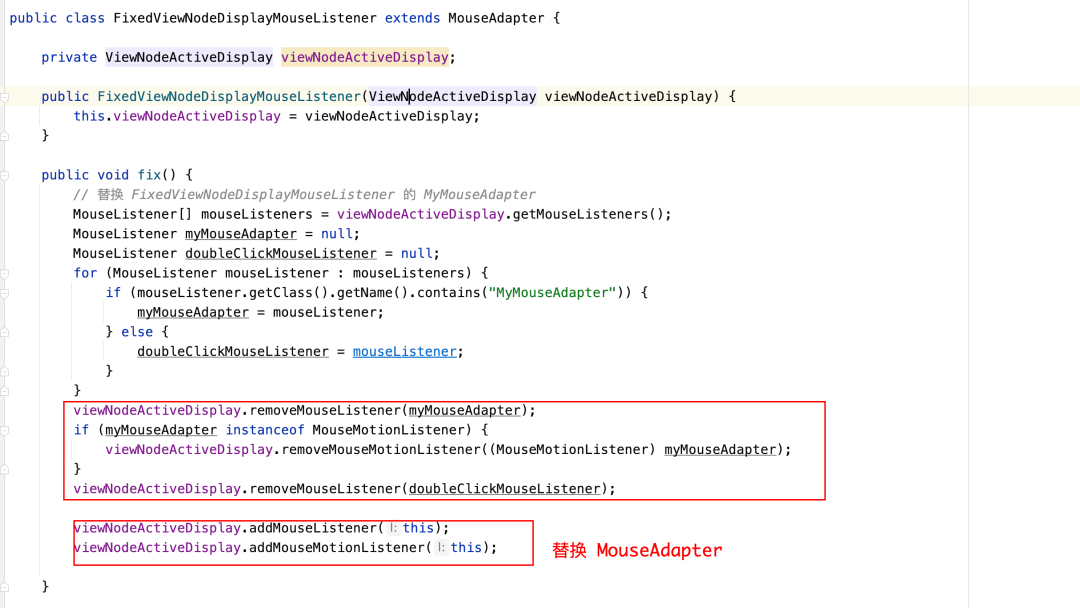 public class FixedViewNodeDisplayMouseListener extends MouseAdapter {
private ViewNodeActiveDisplay viewNodeActiveDisplay;
public FixedViewNodeDisplayMouseListener(ViewNodeActiveDisplay viewNodeActiveDisplay) {
this.viewNodeActiveDisplay = viewNodeActiveDisplay;
}
public void fix() {
// 替换 FixedViewNodeDisplayMouseListener 的 MyMouseAdapter
MouseListener[] mouseListeners = viewNodeActiveDisplay.getMouseListeners();
MouseListener myMouseAdapter = null;
MouseListener doubleClickMouseListener = null;
for (MouseListener mouseListener : mouseListeners) {
if (mouseListener.getClass().getName().contains("MyMouseAdapter")) {
myMouseAdapter = mouseListener;
} else {
doubleClickMouseListener = mouseListener;
}
}
viewNodeActiveDisplay.removeMouseListener(myMouseAdapter);
if (myMouseAdapter instanceof MouseMotionListener) {
viewNodeActiveDisplay.removeMouseMotionListener((MouseMotionListener) myMouseAdapter);
}
viewNodeActiveDisplay.removeMouseListener(doubleClickMouseListener);
viewNodeActiveDisplay.addMouseListener( l: this);
viewNodeActiveDisplay.addMouseMotionListener( l: this);
替换 MouseAdapter
}